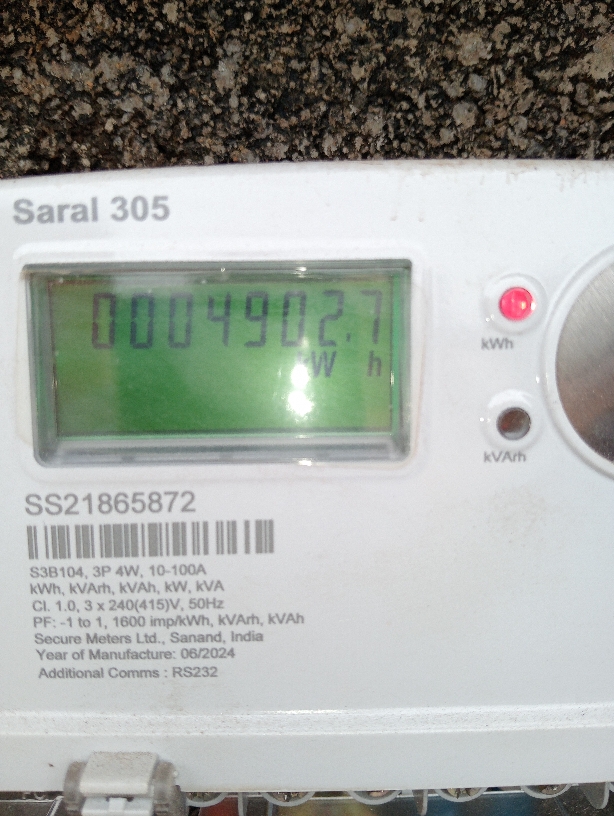 Saral 305
0004902.7
kW h
kWh
kVArh
SS21865872
S3B104, 3P 4W, 10-100A
kWh, kVArh, kVAh, kW, kVA
Cl. 1.0, 3 x 240(415)V, 50Hz
PF: -1 to 1, 1600 imp/kWh, kVArh, kVAh
Secure Meters Ltd., Sanand, India
Year of Manufacture: 06/2024
Additional Comms : RS232